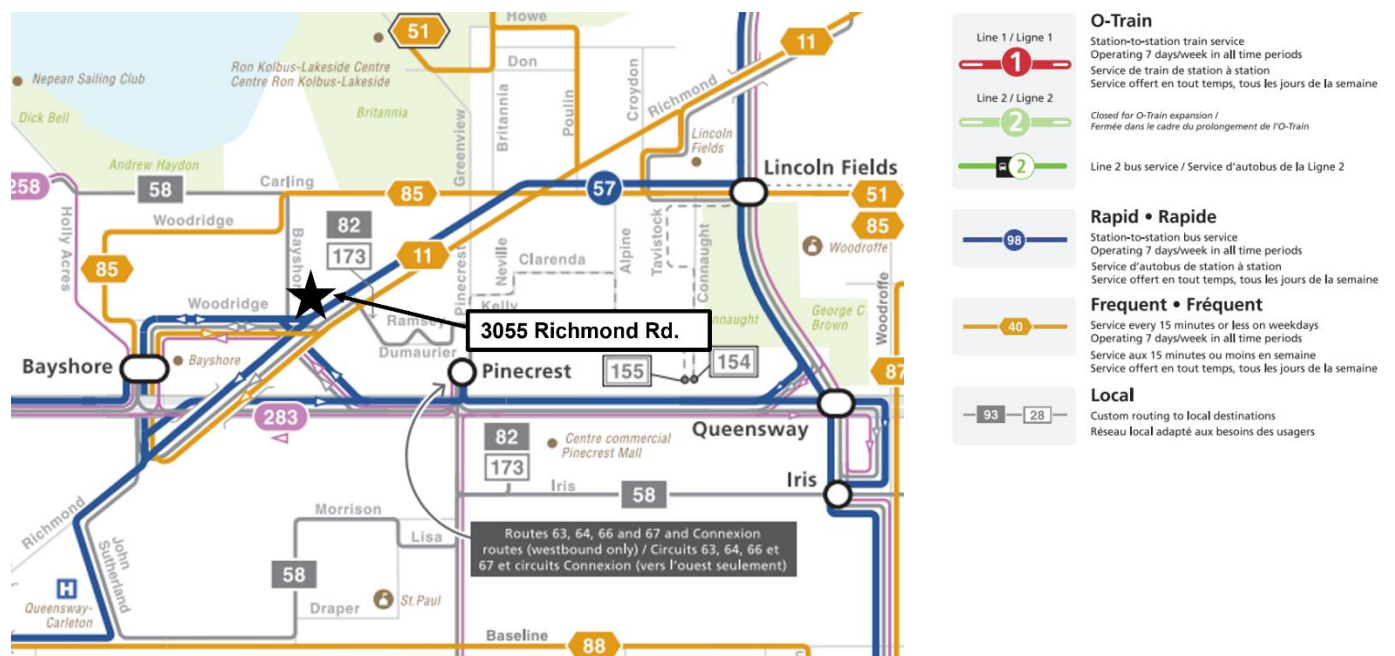 Howe
51
Don
11
Ron Kolbus-Lakeside Centre
Centre Ron Kolbus-Lakeside
Nepean Sailing Club
Dick Bell
Britannia
Greenview
Britannia
Poulin
Croydon
Richmond
Lincoln
Fields
Andrew Haydon
258
58
Carling
85
57
Lincoln Fields
51
85
Woodroffe
Holly Acres
Woodridge
82
173
11
Pinecrest
Neville
Clarenda
Alpine
Tavistock
Connaught
85
Woodridge
Kelly
Ramsey
Dumaurier
3055 Richmond Rd.
George C
Brown
Woodroffe
Bayshore
Bayshore
Pinecrest
155
154
283
Queensway
82
173
Centre commercial
Pinecrest Mall
Iris
58
Iris
Richmond
Morrison
Lisa
Routes 63, 64, 66 and 67 and Connexion
routes (westbound only) / Circuits 63, 64, 66 et
67 et circuits Connexion (vers l'ouest seulement)
John
Sutherland
58
H
Queensway-
Carleton
Draper
St.Paul
Baseline
88
O-Train
Line 1 / Ligne 1
1
Station-to-station train service
Operating 7 days/week in all time periods
Service de train de station à station
Service offert en tout temps, tous les jours de la semaine
Line 2 / Ligne 2
2
Closed for O-Train expansion /
Fermée dans le cadre du prolongement de l'O-Train
2
Line 2 bus service / Service d'autobus de la Ligne 2
Rapid • Rapide
98
Station-to-station bus service
Operating 7 days/week in all time periods
Service d'autobus de station à station
Service offert en tout temps, tous les jours de la semaine
Frequent • Fréquent
40
Service every 15 minutes or less on weekdays
Operating 7 days/week in all time periods
Service aux 15 minutes ou moins en semaine
Service offert en tout temps, tous les jours de la semaine
Local
93
28
Custom routing to local destinations
Réseau local adapté aux besoins des usagers